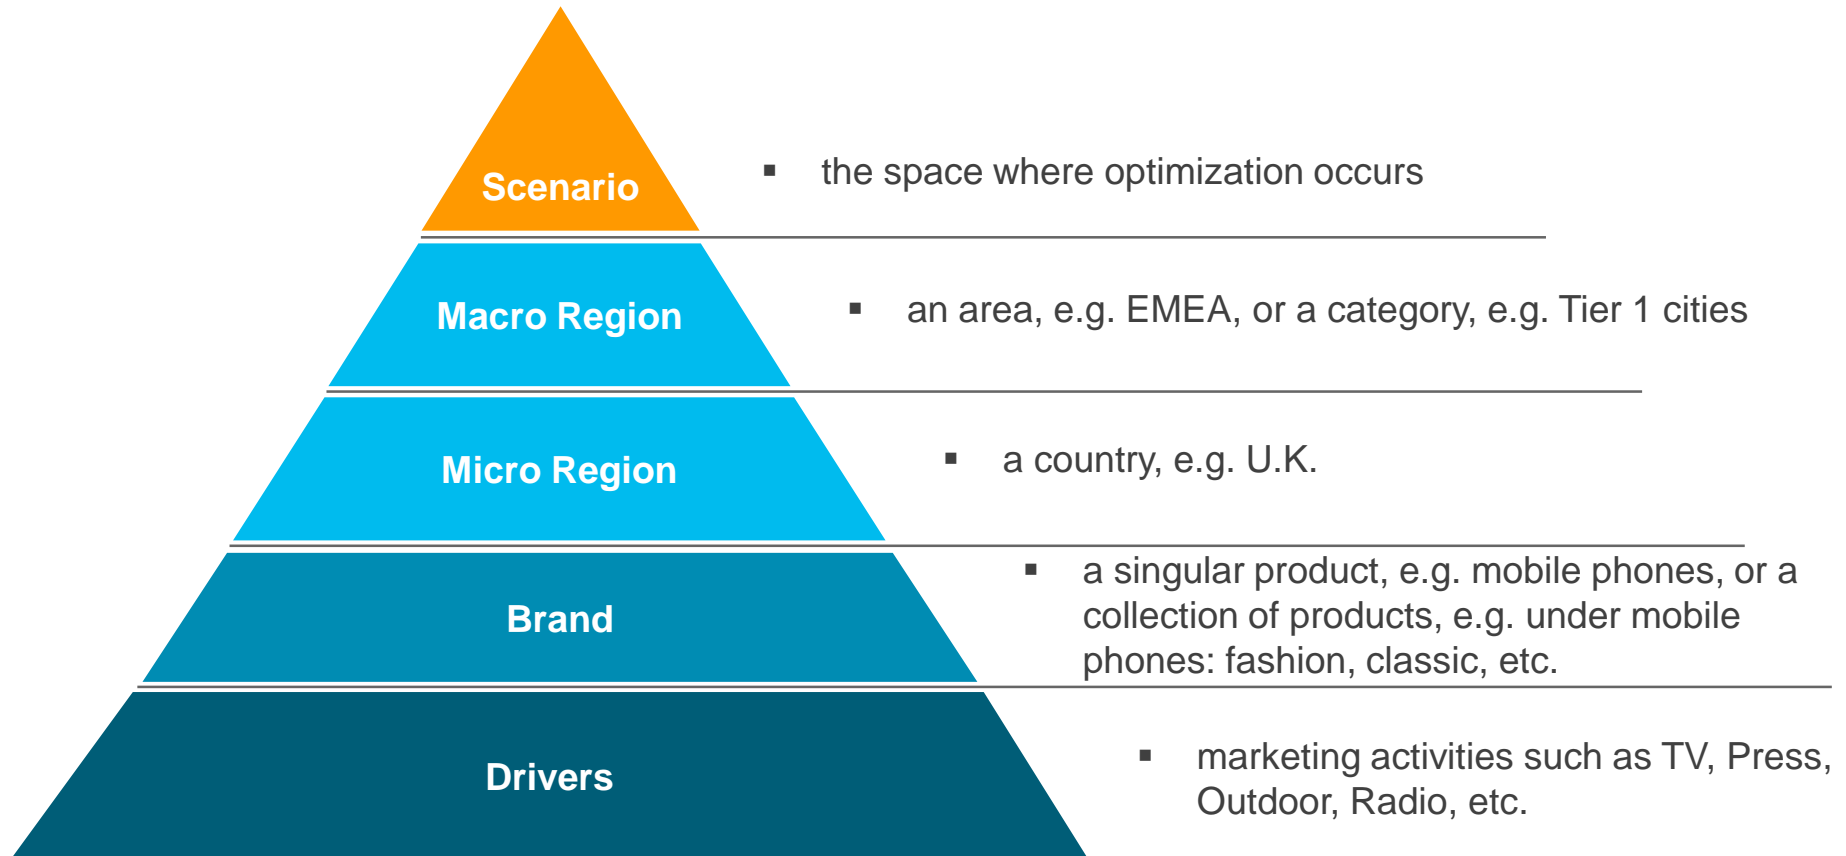 Scenario
▪ the space where optimization occurs
Macro Region
▪ an area, e.g. EMEA, or a category, e.g. Tier 1 cities
Micro Region
▪ a country, e.g. U.K.
Brand
▪ a singular product, e.g. mobile phones, or a
collection of products, e.g. under mobile
phones: fashion, classic, etc.
Drivers
▪ marketing activities such as TV, Press,
Outdoor, Radio, etc.